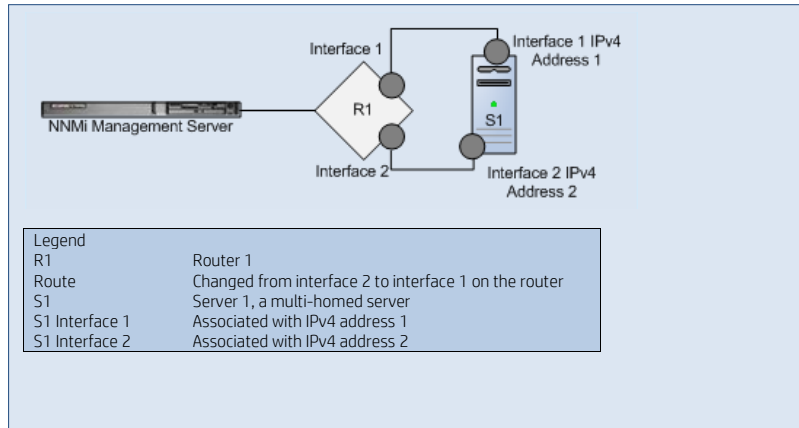 Interface 1
Interface 1 IPv4
Address 1
R1
S1
NNMi Management Server
Interface 2
Interface 2 IPv4
Address 2
Legend
R1 Router 1
Route Changed from interface 2 to interface 1 on the router
S1 Server 1, a multi-homed server
S1 Interface 1 Associated with IPv4 address 1
S1 Interface 2 Associated with IPv4 address 2